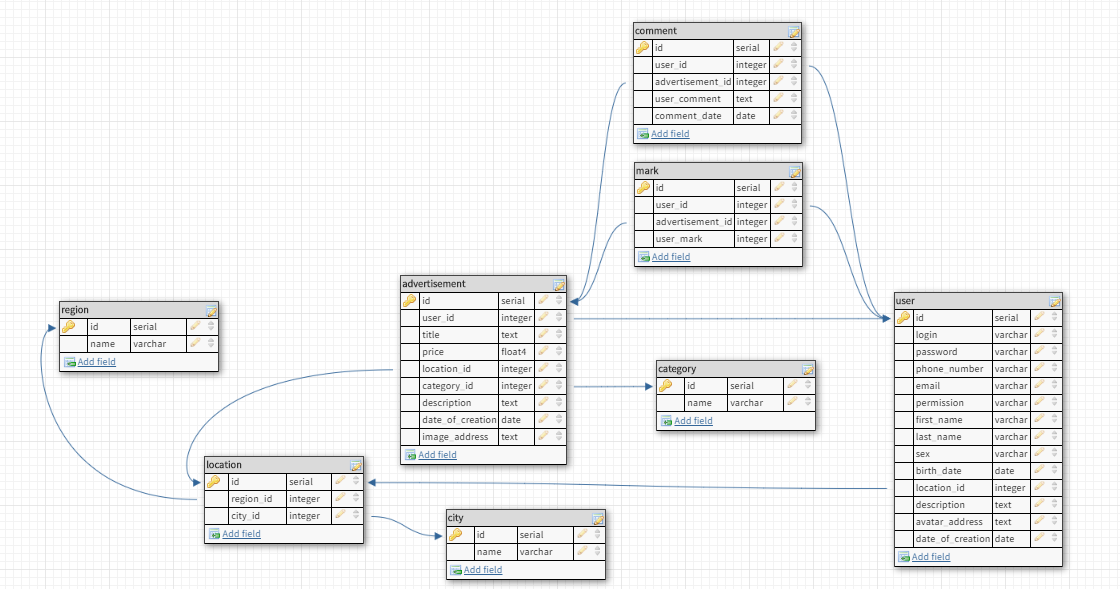 comment
id serial
user_id integer
advertisement_id integer
user_comment text
comment_date date
Add field
mark
id serial
user_id integer
advertisement_id integer
user_mark integer
Add field
advertisement
id serial
user_id integer
title text
price float4
location_id integer
category_id integer
description text
date_of_creation date
image_address text
Add field
region
id serial
name varchar
Add field
user
id serial
login varchar
password varchar
phone_number varchar
email varchar
permission varchar
first_name varchar
last_name varchar
sex varchar
birth_date date
location_id integer
description text
avatar_address text
date_of_creation date
Add field
category
id serial
name varchar
Add field
location
id serial
region_id integer
city_id integer
Add field
city
id serial
name varchar
Add field